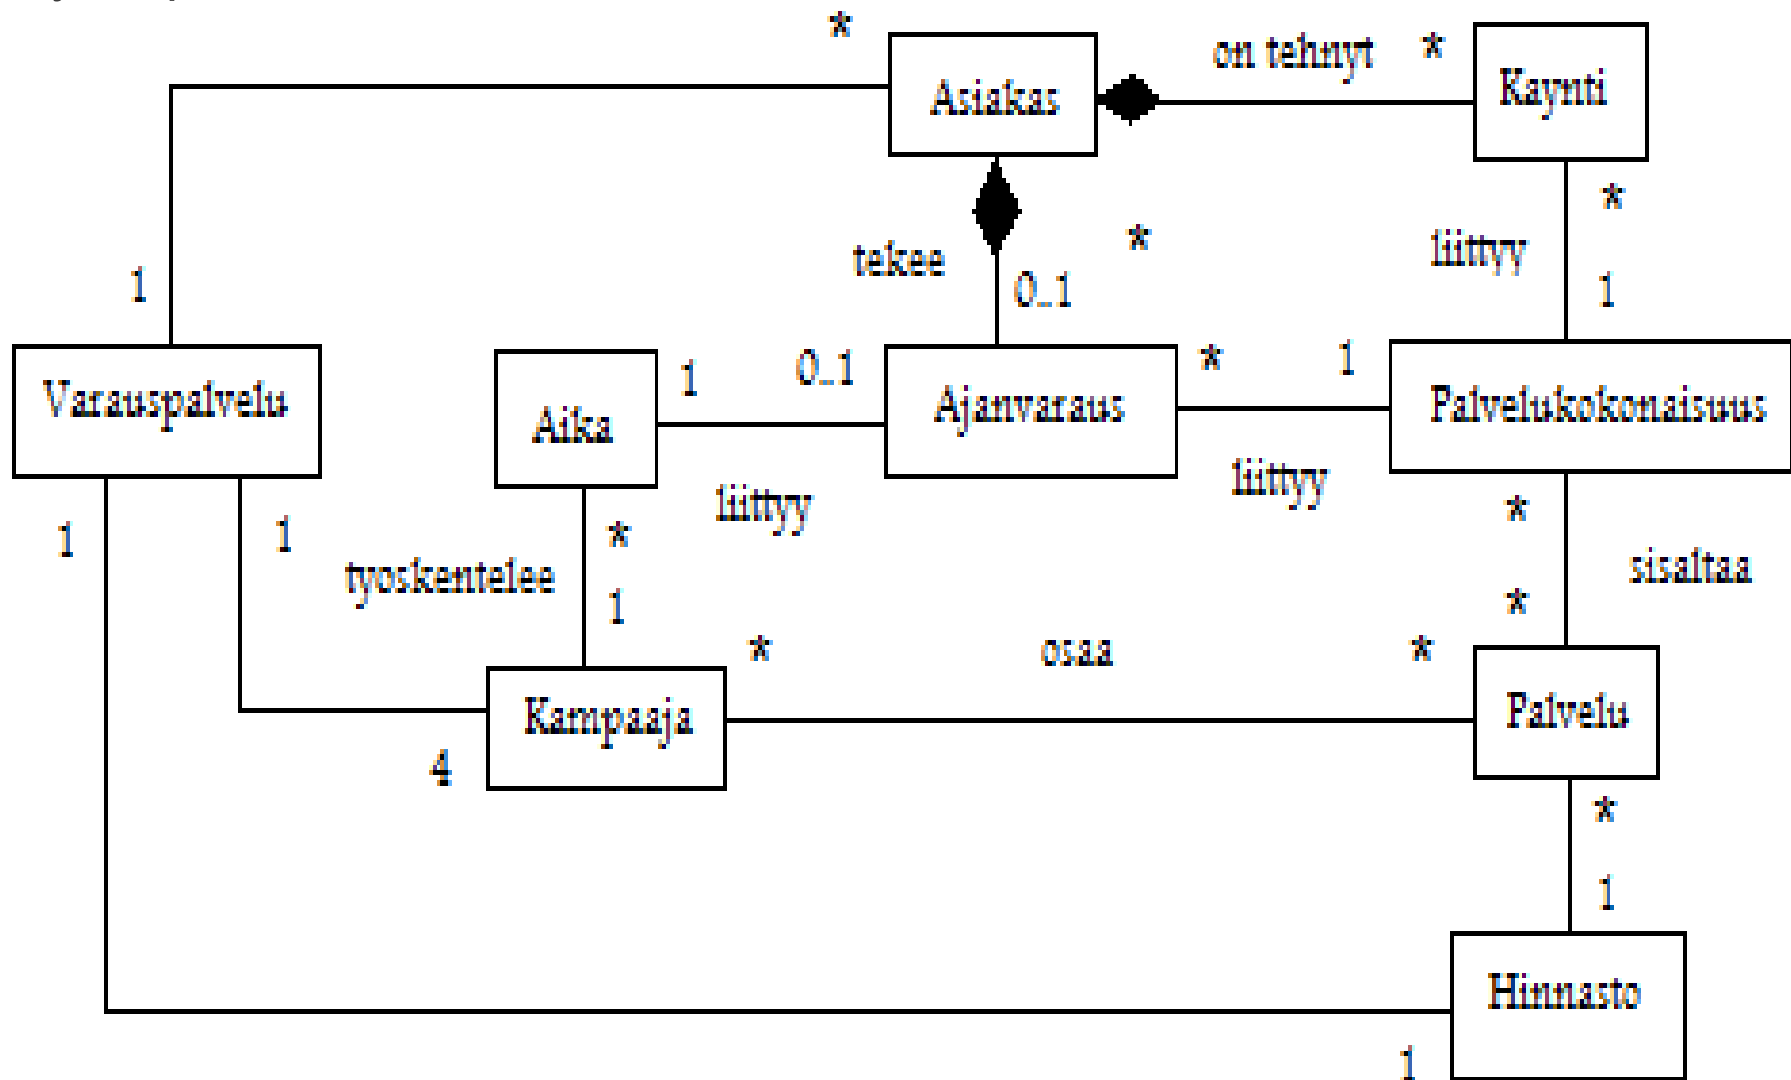 *
on tehnyt
*
Asiakas
Kaynti
*
tekee
*
liittyy
1
0..1
1
Varauspalvelu
Aika
1
0..1
Ajanvaraus
*
1
Palvelukokonaisuus
liittyy
liittyy
1
1
*
*
tyoskentelee
sisaltaa
1
*
*
osaa
*
Kampaaja
Palvelu
4
*
1
Hinnasto
1